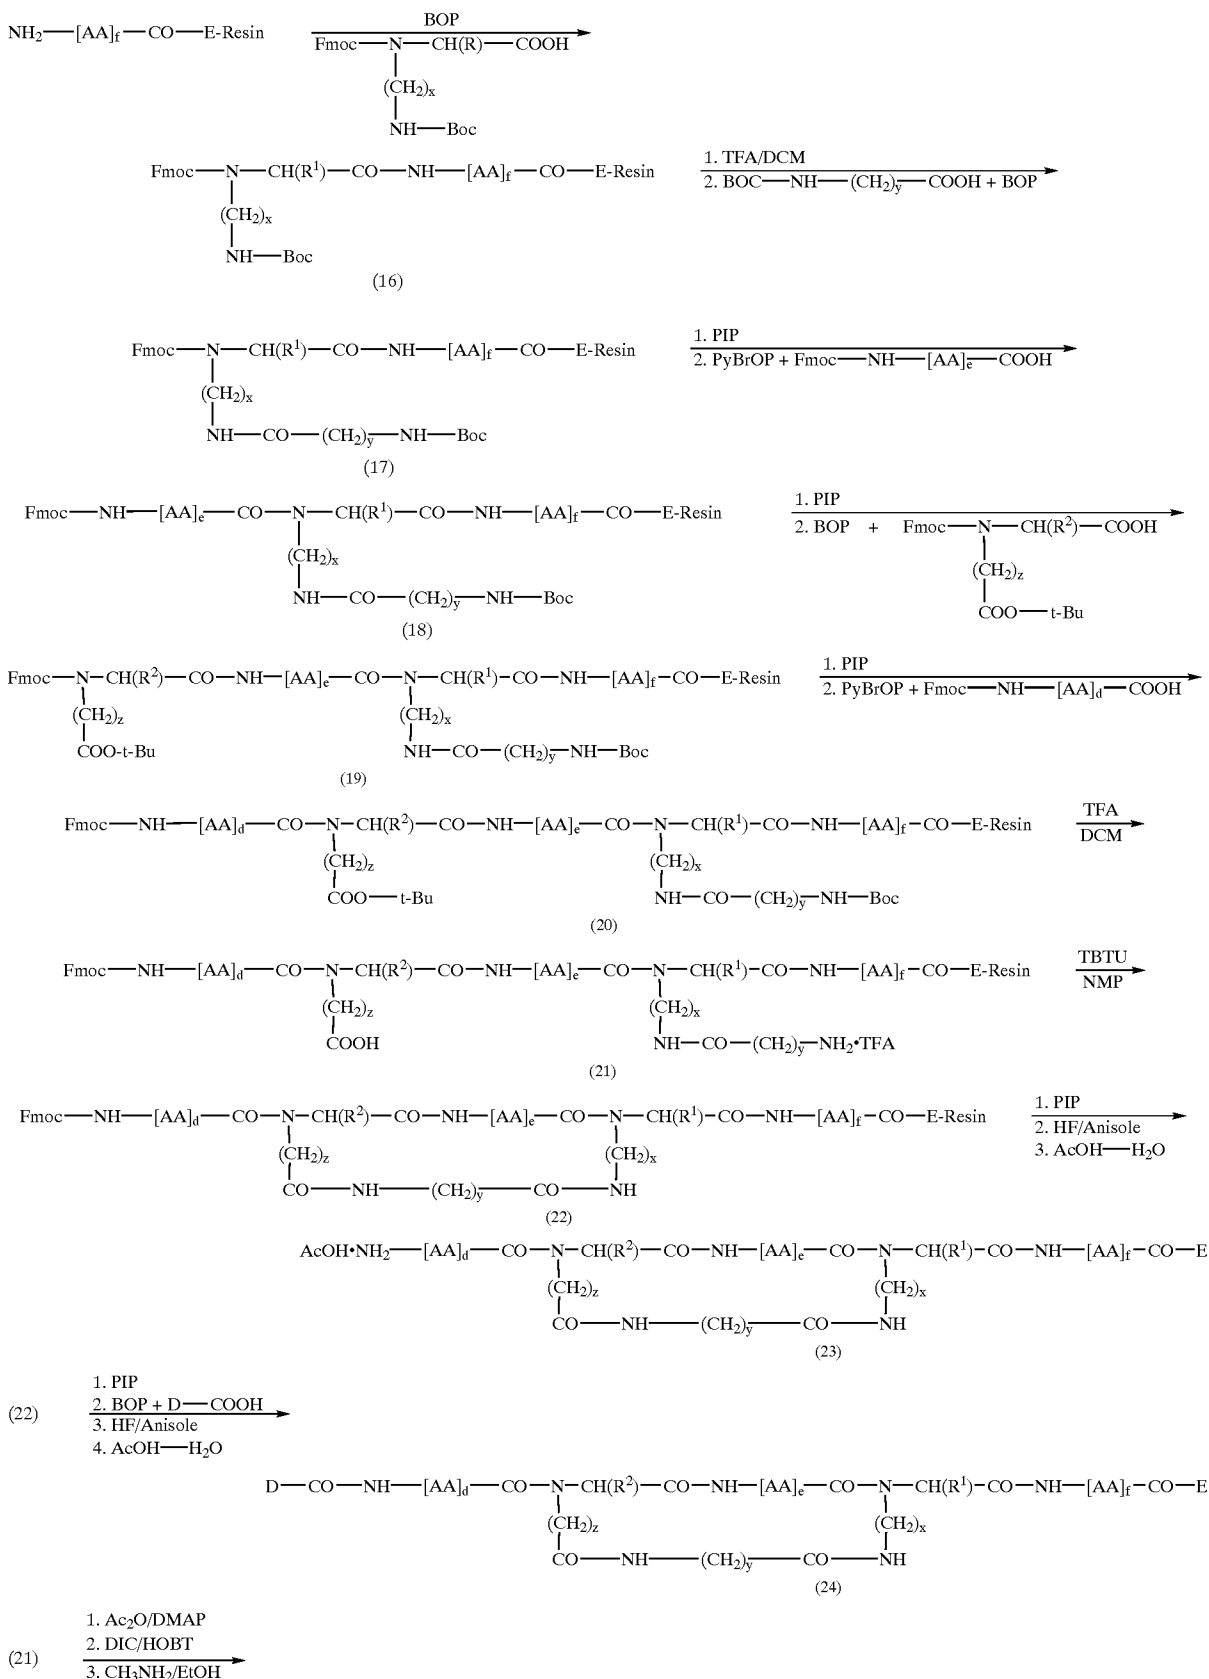 NH2—[AA]f—CO—E-Resin
BOP
Fmoc—N—CH(R)—COOH
(CH2)x
NH—Boc
Fmoc—N—CH(R1)—CO—NH—[AA]f—CO—E-Resin
(CH2)x
NH—Boc
(16)
1. TFA/DCM
2. BOC—NH—(CH2)y—COOH + BOP
Fmoc—N—CH(R1)—CO—NH—[AA]f—CO—E-Resin
(CH2)x
NH—CO—(CH2)y—NH—Boc
(17)
1. PIP
2. PyBrOP + Fmoc—NH—[AA]e—COOH
Fmoc—NH—[AA]e—CO—N—CH(R1)—CO—NH—[AA]f—CO—E-Resin
(CH2)x
NH—CO—(CH2)y—NH—Boc
(18)
1. PIP
2. BOP + Fmoc—N—CH(R2)—COOH
(CH2)z
COO—t-Bu
Fmoc—N—CH(R2)—CO—NH—[AA]e—CO—N—CH(R1)—CO—NH—[AA]f—CO—E-Resin
(CH2)z (CH2)x
COO-t-Bu NH—CO—(CH2)y—NH—Boc
(19)
1. PIP
2. PyBrOP + Fmoc—NH—[AA]d—COOH
Fmoc—NH—[AA]d—CO—N—CH(R2)—CO—NH—[AA]e—CO—N—CH(R1)—CO—NH—[AA]f—CO—E-Resin
(CH2)z (CH2)x
COO—t-Bu NH—CO—(CH2)y—NH—Boc
(20)
TFA
DCM
Fmoc—NH—[AA]d—CO—N—CH(R2)—CO—NH—[AA]e—CO—N—CH(R1)—CO—NH—[AA]f—CO—E-Resin
(CH2)z (CH2)x
COOH NH—CO—(CH2)y—NH2•TFA
(21)
TBTU
NMP
Fmoc—NH—[AA]d—CO—N—CH(R2)—CO—NH—[AA]e—CO—N—CH(R1)—CO—NH—[AA]f—CO—E-Resin
(CH2)z (CH2)x
CO—NH—(CH2)y—CO—NH
(22)
1. PIP
2. HF/Anisole
3. AcOH—H2O
AcOH•NH2—[AA]d—CO—N—CH(R2)—CO—NH—[AA]e—CO—N—CH(R1)—CO—NH—[AA]f—CO—E
(CH2)z (CH2)x
CO—NH—(CH2)y—CO—NH
(23)
(22)
1. PIP
2. BOP + D—COOH
3. HF/Anisole
4. AcOH—H2O
D—CO—NH—[AA]d—CO—N—CH(R2)—CO—NH—[AA]e—CO—N—CH(R1)—CO—NH—[AA]f—CO—E
(CH2)z (CH2)x
CO—NH—(CH2)y—CO—NH
(24)
(21)
1. Ac2O/DMAP
2. DIC/HOBT
3. CH3NH2/EtOH